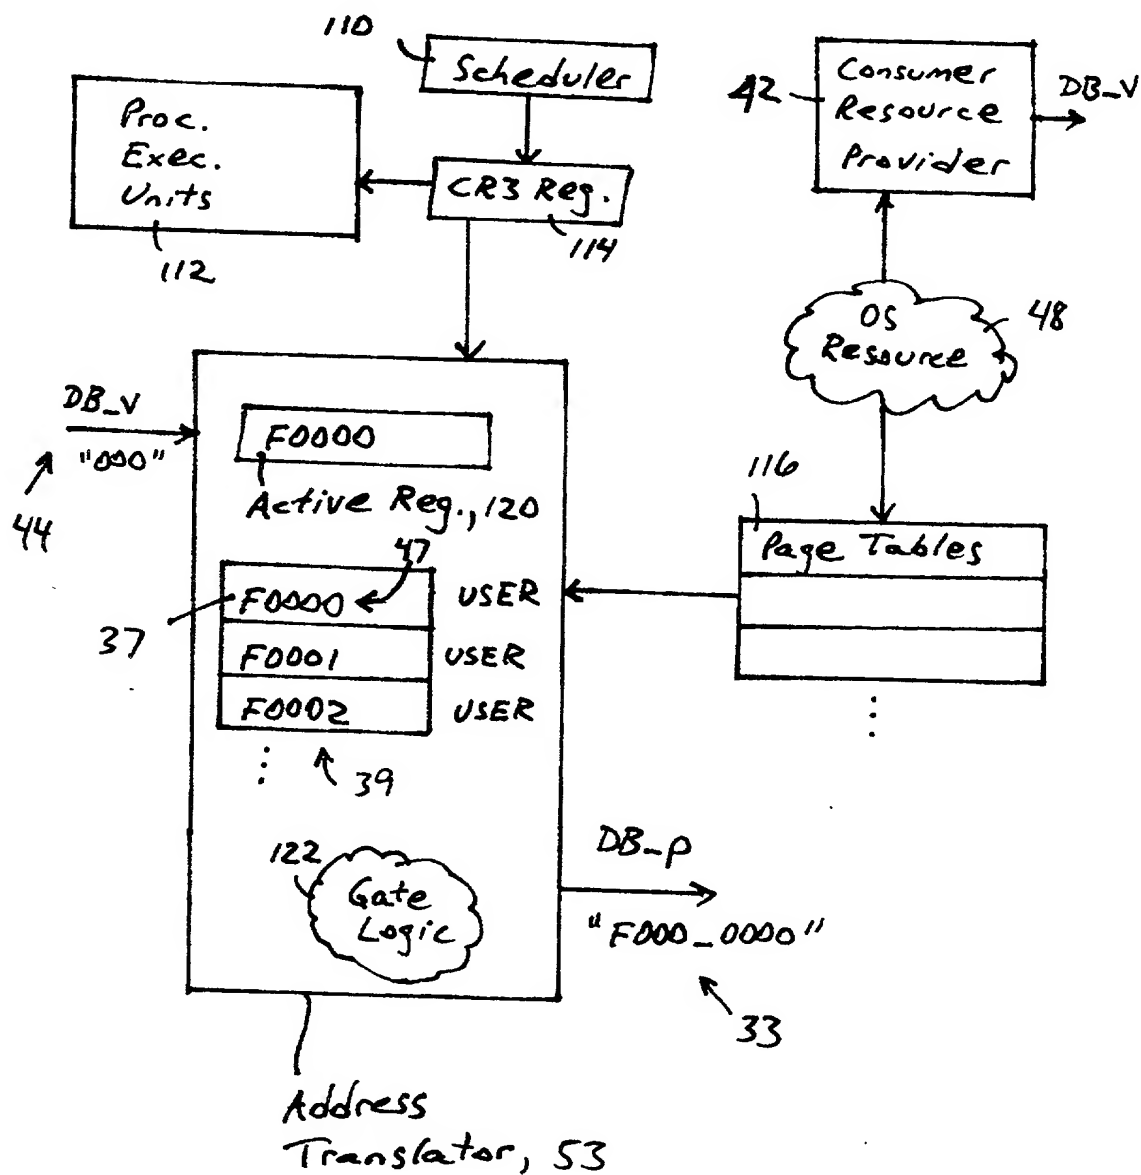 110
Scheduler
Proc.
Exec.
Units
112
CR3 Reg.
114
42
Consumer
Resource
Provider
DB_V
OS
Resource
48
DB_V
"000"
44
F0000
Active Reg., 120
47
37
F0000
USER
F0001
USER
F0002
USER
39
116
Page Tables
122
Gate
Logic
DB_p
"F000_0000"
33
Address
Translator, 53